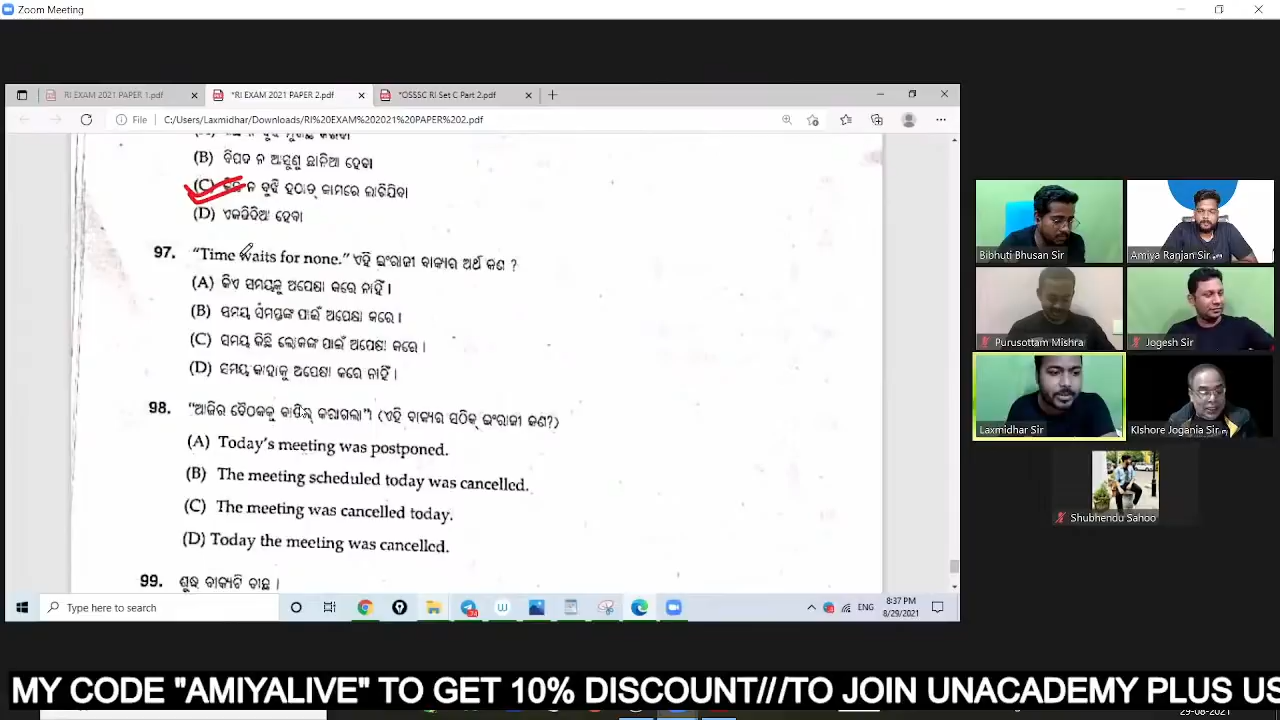 Zoom Meeting
RI EXAM 2021 PAPER 1.pdf
*RI EXAM 2021 PAPER 2.pdf
*OSSSC RI Set C Part 2.pdf
File
C:/Users/Laxmidhar/Downloads/RI%20EXAM%202021%20PAPER%202.pdf
(B) ବିପଦ ନ ଆସୁଣୁ ଛାନିଆ ହେବା
(C) ନ ବୁଝି ହଠାତ୍ କାମରେ ଲାଗିଯିବା
(D) ଏକଜିଦିଆ ହେବା
97. "Time waits for none." ଏହି ଇଂରାଜୀ ବାକ୍ୟର ଅର୍ଥ କଣ ?
(A) କିଏ ସମୟକୁ ଅପେକ୍ଷା କରେ ନାହିଁ ।
(B) ସମୟ ସମସ୍ତଙ୍କ ପାଇଁ ଅପେକ୍ଷା କରେ ।
(C) ସମୟ କିଛି ଲୋକଙ୍କ ପାଇଁ ଅପେକ୍ଷା କରେ ।
(D) ସମୟ କାହାକୁ ଅପେକ୍ଷା କରେ ନାହିଁ ।
98. "ଆଜିର ବୈଠକକୁ କରାଗଲା"। (ଏହି ବାକ୍ୟର ସଠିକ୍ ଇଂରାଜୀ କଣ?)
(A) Today's meeting was postponed.
(B) The meeting scheduled today was cancelled.
(C) The meeting was cancelled today.
(D) Today the meeting was cancelled.
99. ଶୁଦ୍ଧ ବାକ୍ୟଟି ବାଛ ।
Type here to search
ENG
8:37 PM
8/29/2021
Bibhuti Bhusan Sir
Amiya Ranjan Sir
Purusottam Mishra
Jogesh Sir
Laxmidhar Sir
KIshore Jogania Sir
Shubhendu Sahoo
MY CODE "AMIYALIVE" TO GET 10% DISCOUNT///TO JOIN UNACADEMY PLUS US
29-08-2021